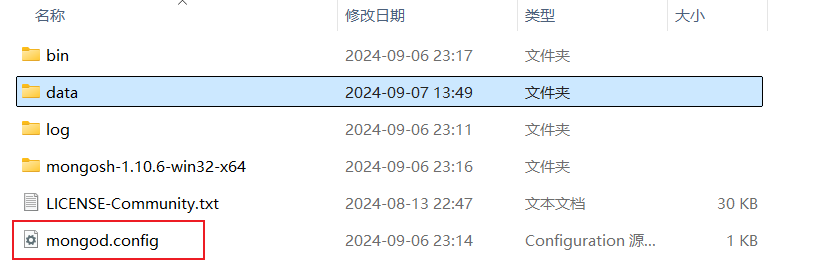 名称 修改日期 类型 大小
bin 2024-09-06 23:17 文件夹
data 2024-09-07 13:49 文件夹
log 2024-09-06 23:11 文件夹
mongosh-1.10.6-win32-x64 2024-09-06 23:16 文件夹
LICENSE-Community.txt 2024-08-13 22:47 文本文档 30 KB
mongod.config 2024-09-06 23:14 Configuration 源... 1 KB